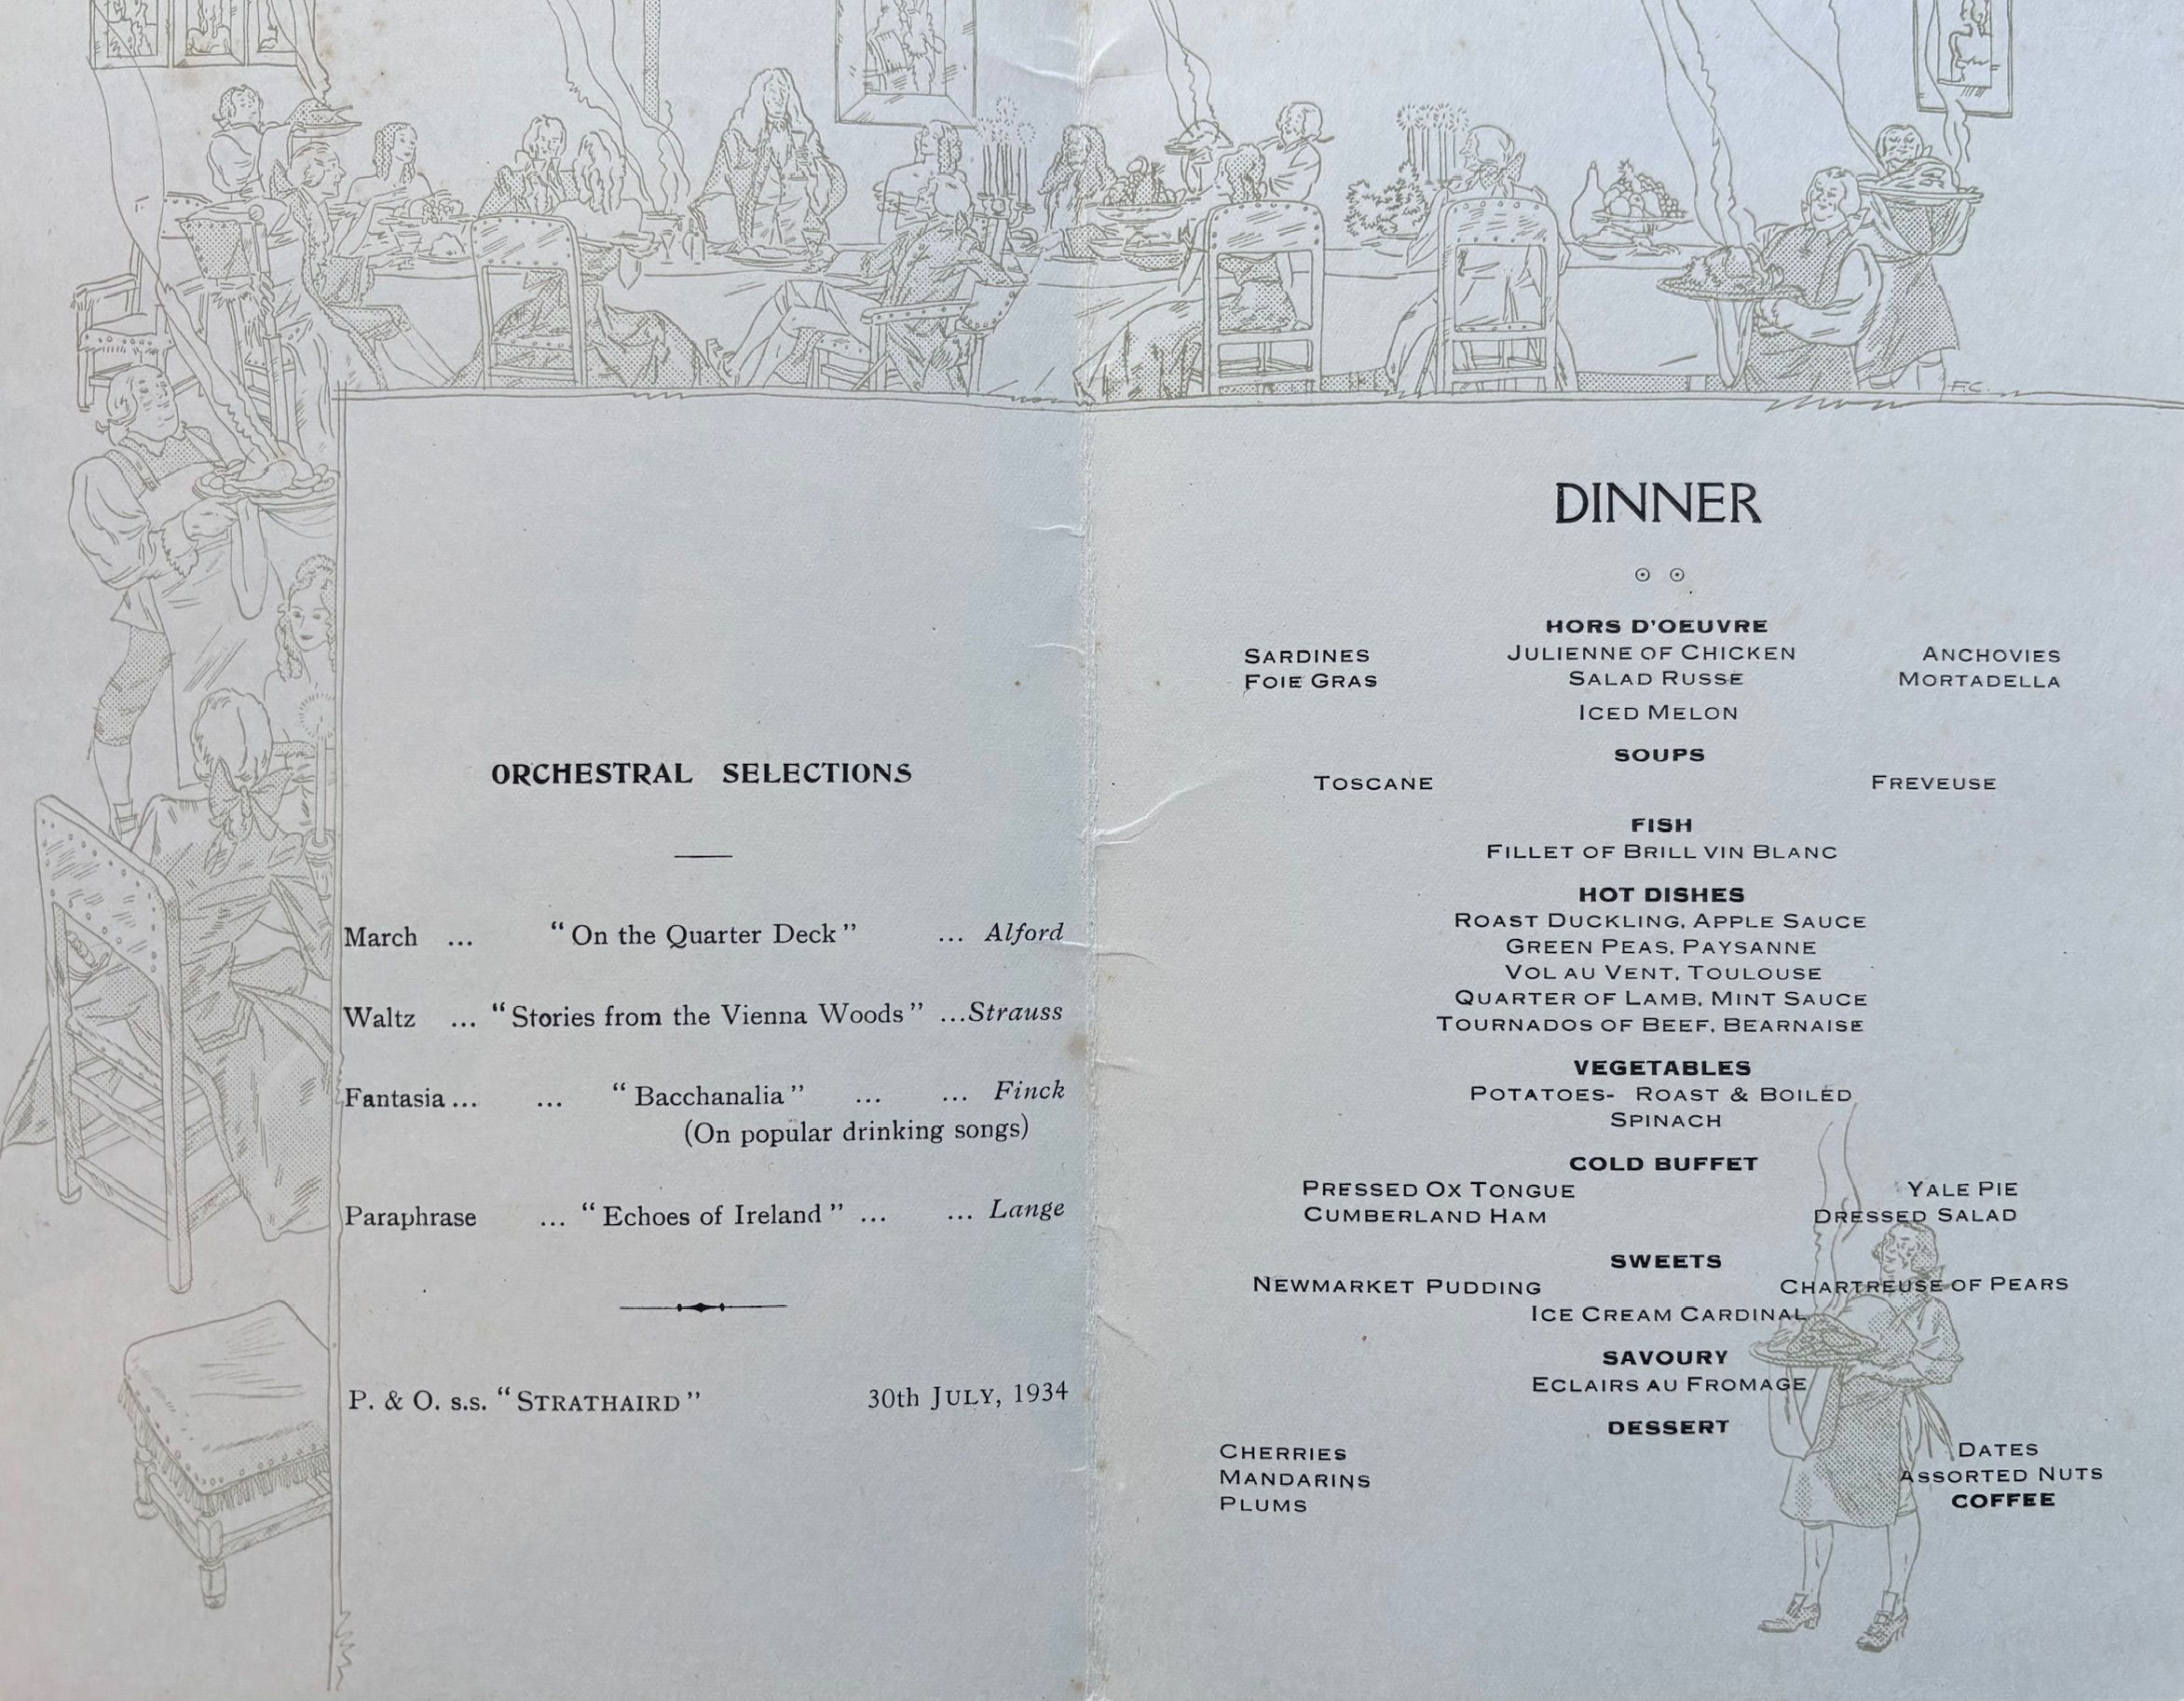 F.C.
ORCHESTRAL SELECTIONS
March ... "On the Quarter Deck" ... Alford
Waltz ... "Stories from the Vienna Woods" ...Strauss
Fantasia ... ... "Bacchanalia" ... ... Finck
(On popular drinking songs)
Paraphrase ... "Echoes of Ireland" ... ... Lange
P. & O. s.s. "STRATHAIRD" 30th JULY, 1934
DINNER
HORS D'OEUVRE
SARDINES JULIENNE OF CHICKEN ANCHOVIES
FOIE GRAS SALAD RUSSE MORTADELLA
ICED MELON
SOUPS
TOSCANE FREVEUSE
FISH
FILLET OF BRILL VIN BLANC
HOT DISHES
ROAST DUCKLING, APPLE SAUCE
GREEN PEAS, PAYSANNE
VOL AU VENT, TOULOUSE
QUARTER OF LAMB, MINT SAUCE
TOURNADOS OF BEEF, BEARNAISE
VEGETABLES
POTATOES- ROAST & BOILED
SPINACH
COLD BUFFET
PRESSED OX TONGUE YALE PIE
CUMBERLAND HAM DRESSED SALAD
SWEETS
NEWMARKET PUDDING CHARTREUSE OF PEARS
ICE CREAM CARDINAL
SAVOURY
ECLAIRS AU FROMAGE
DESSERT
CHERRIES DATES
MANDARINS ASSORTED NUTS
PLUMS COFFEE